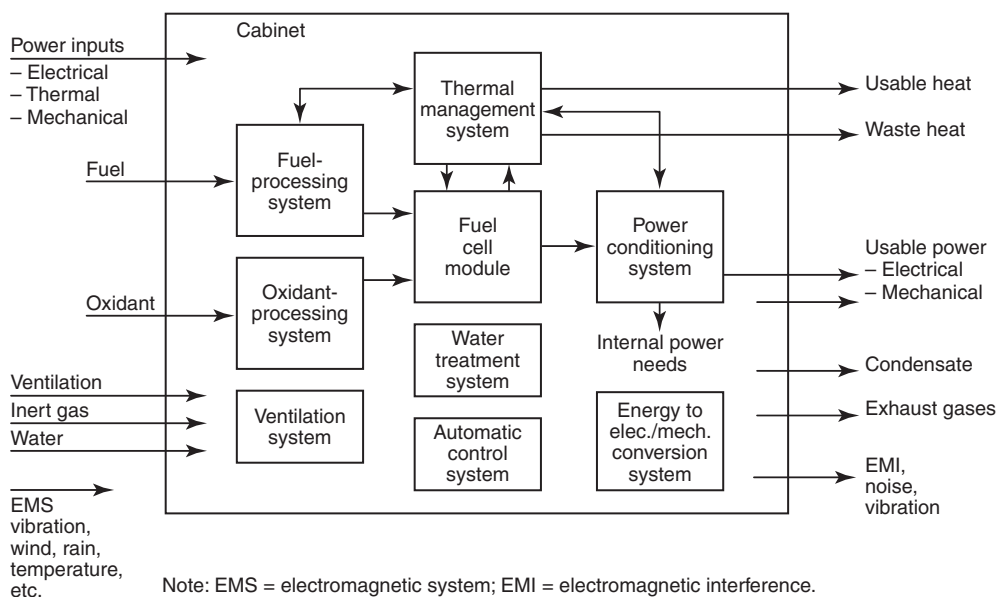 Cabinet
Power inputs
– Electrical
– Thermal
– Mechanical
Fuel
Oxidant
Ventilation
Inert gas
Water
EMS
vibration,
wind, rain,
temperature,
etc.
Fuel-
processing
system
Oxidant-
processing
system
Ventilation
system
Thermal
management
system
Fuel
cell
module
Water
treatment
system
Automatic
control
system
Power
conditioning
system
Internal power
needs
Energy to
elec./mech.
conversion
system
Usable heat
Waste heat
Usable power
– Electrical
– Mechanical
Condensate
Exhaust gases
EMI,
noise,
vibration
Note: EMS = electromagnetic system; EMI = electromagnetic interference.